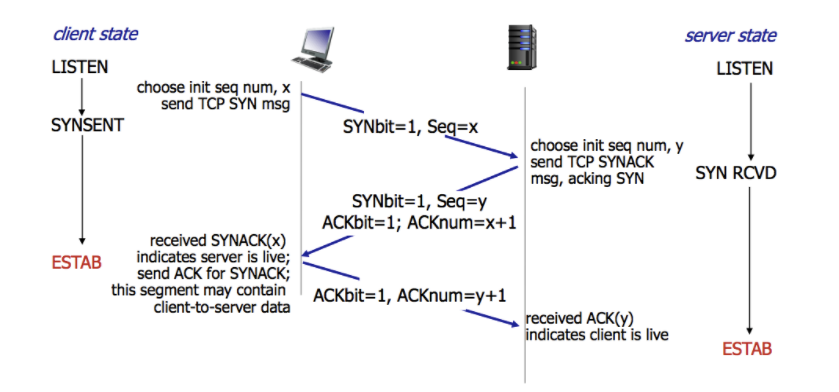 client state
server state
LISTEN
LISTEN
choose init seq num, x
send TCP SYN msg
SYNSENT
SYNbit=1, Seq=x
choose init seq num, y
send TCP SYNACK
msg, acking SYN
SYN RCVD
SYNbit=1, Seq=y
ACKbit=1; ACKnum=x+1
received SYNACK(x)
indicates server is live;
send ACK for SYNACK;
this segment may contain
client-to-server data
ESTAB
ACKbit=1, ACKnum=y+1
received ACK(y)
indicates client is live
ESTAB